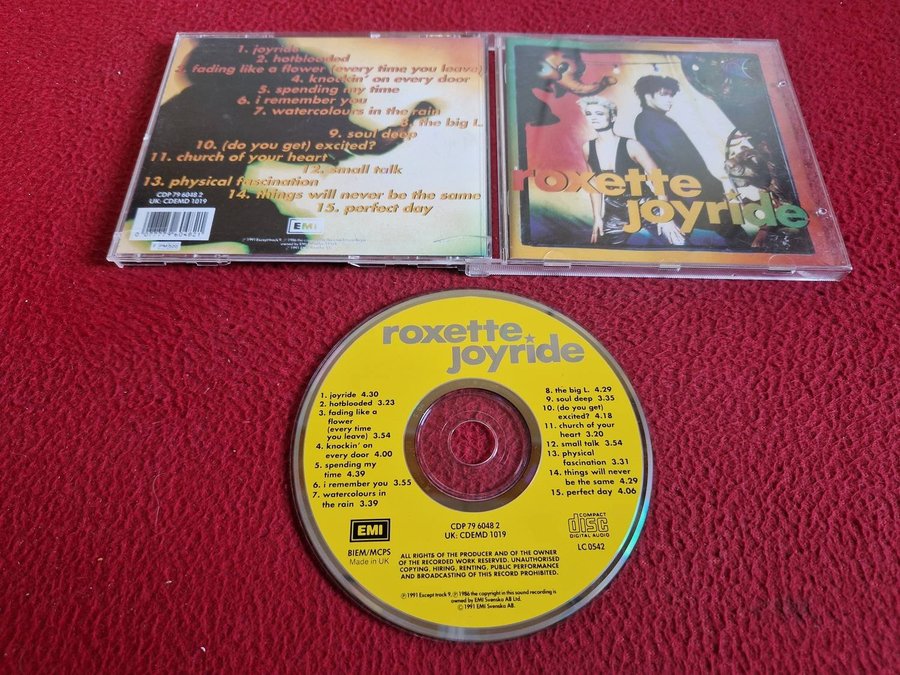 1. joyride
2. hotblooded
3. fading like a flower (every time you leave)
4. knockin' on every door
5. spending my time
6. i remember you
7. watercolours in the rain
8. the big L.
9. soul deep
10. (do you get) excited?
11. church of your heart
12. small talk
13. physical fascination
14. things will never be the same
15. perfect day
CDP 79 6048 2
UK: CDEMD 1019
EMI
roxette
joyride
roxette
joyride
1. joyride 4.30
2. hotblooded 3.23
3. fading like a
flower
(every time
you leave) 3.54
4. knockin' on
every door 4.00
5. spending my
time 4.39
6. i remember you 3.55
7. watercolours in
the rain 3.39
8. the big L. 4.29
9. soul deep 3.35
10. (do you get)
excited? 4.18
11. church of your
heart 3.20
12. small talk 3.54
13. physical
fascination 3.31
14. things will never
be the same 4.29
15. perfect day 4.06
EMI
BIEM/MCPS
Made in UK
CDP 79 6048 2
UK: CDEMD 1019
COMPACT
disc
DIGITAL AUDIO
LC 0542
ALL RIGHTS OF THE PRODUCER AND OF THE OWNER
OF THE RECORDED WORK RESERVED. UNAUTHORISED
COPYING, HIRING, RENTING, PUBLIC PERFORMANCE
AND BROADCASTING OF THIS RECORD PROHIBITED.
℗ 1991 Except track 9, ℗ 1986 the copyright in this sound recording is
owned by EMI Svenska AB Ltd.
© 1991 EMI Svenska AB.